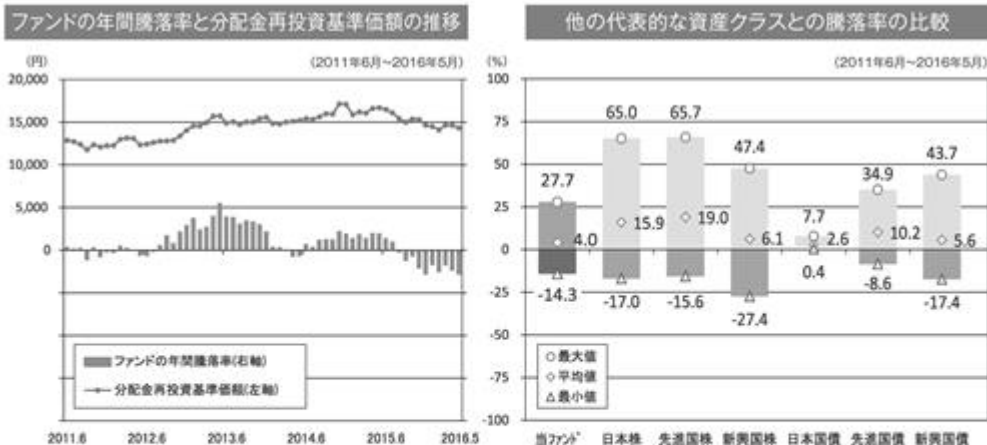 ファンドの年間騰落率と分配金再投資基準価額の推移
(円)
(2011年6月~2016年5月)
20,000
15,000
10,000
5,000
0
ファンドの年間騰落率(右軸)
分配金再投資基準価額(左軸)
2011.6 2012.6 2013.6 2014.6 2015.6 2016.5
他の代表的な資産クラスとの騰落率の比較
(%)
(2011年6月~2016年5月)
100
75
50
25
0
-25
-50
-75
-100
27.7 65.0 65.7 47.4 7.7 34.9 43.7
4.0 15.9 19.0 6.1 2.6 10.2 5.6
-14.3 -17.0 -15.6 -27.4 0.4 -8.6 -17.4
最大値
平均値
最小値
当ファンド 日本株 先進国株 新興国株 日本国債 先進国債 新興国債